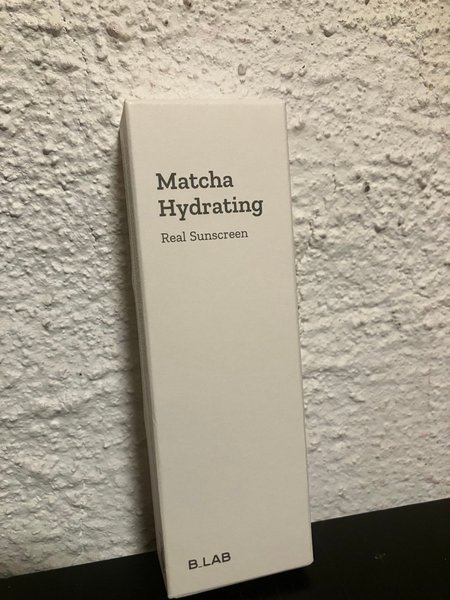 Matcha
Hydrating
Real Sunscreen
B_LAB